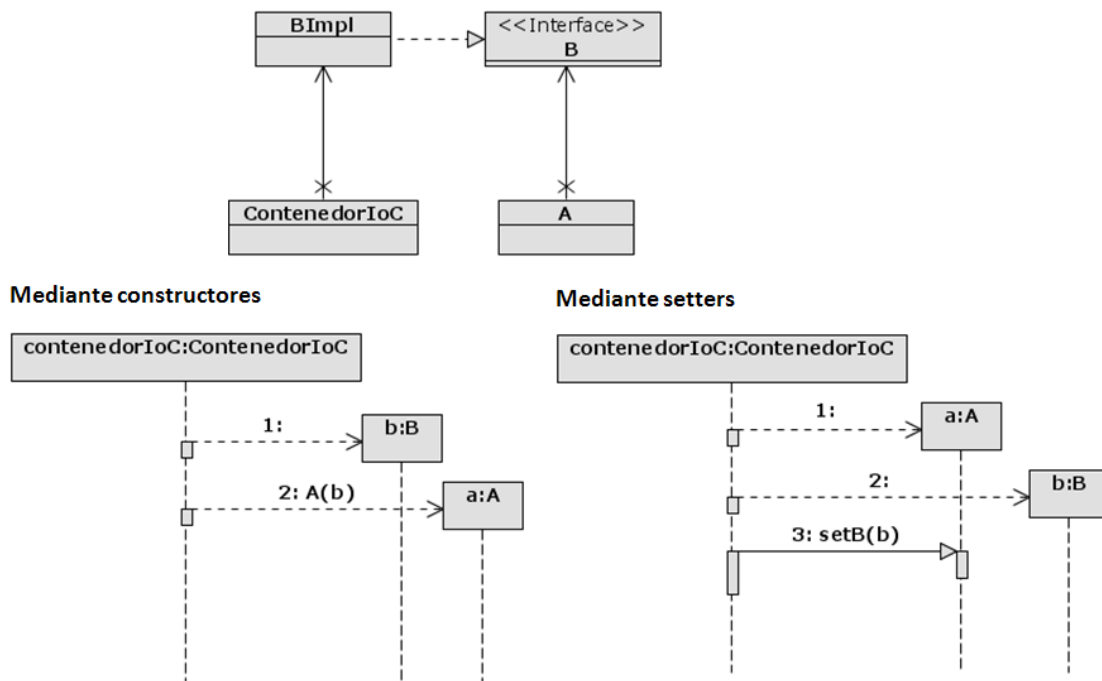 BImpl
<<Interface>>
B
ContenedorIoC
A
Mediante constructores
contenedorIoC:ContenedorIoC
1:
b:B
2: A(b)
a:A
Mediante setters
contenedorIoC:ContenedorIoC
1:
a:A
2:
b:B
3: setB(b)